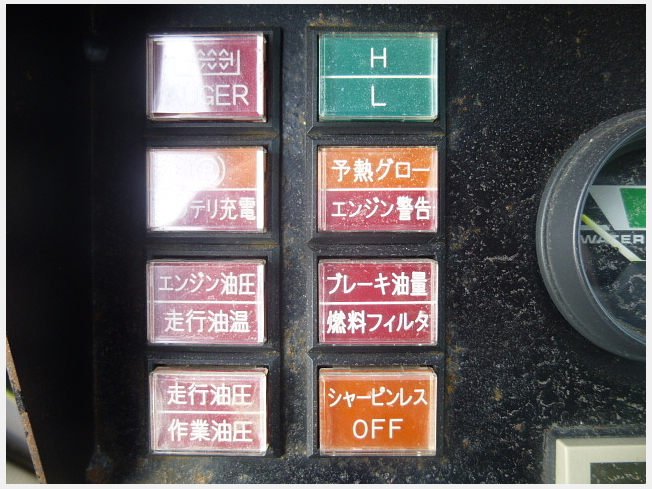 AUGER
H
L
テリ充電
予熱グロー
エンジン警告
エンジン油圧
走行油温
ブレーキ油量
燃料フィルタ
走行油圧
作業油圧
シャーピンレス
OFF
WATER